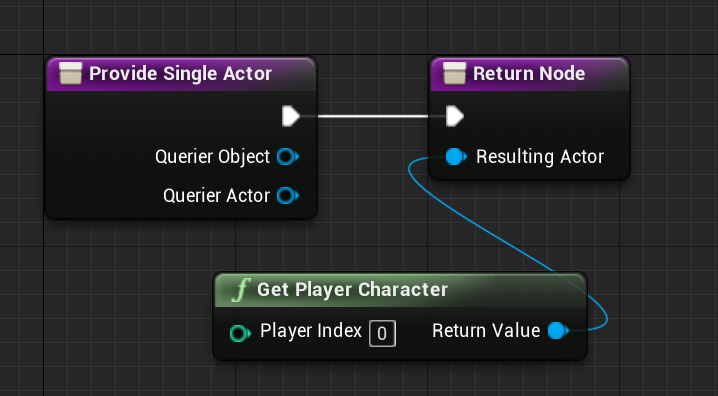 Provide Single Actor
Return Node
Querier Object
Resulting Actor
Querier Actor
f Get Player Character
Player Index 0
Return Value